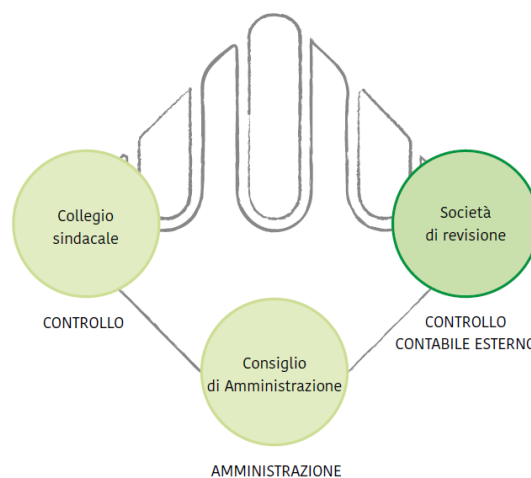 Collegio
sindacale
Società
di revisione
CONTROLLO
CONTROLLO
CONTABILE ESTERNO
Consiglio
di Amministrazione
AMMINISTRAZIONE